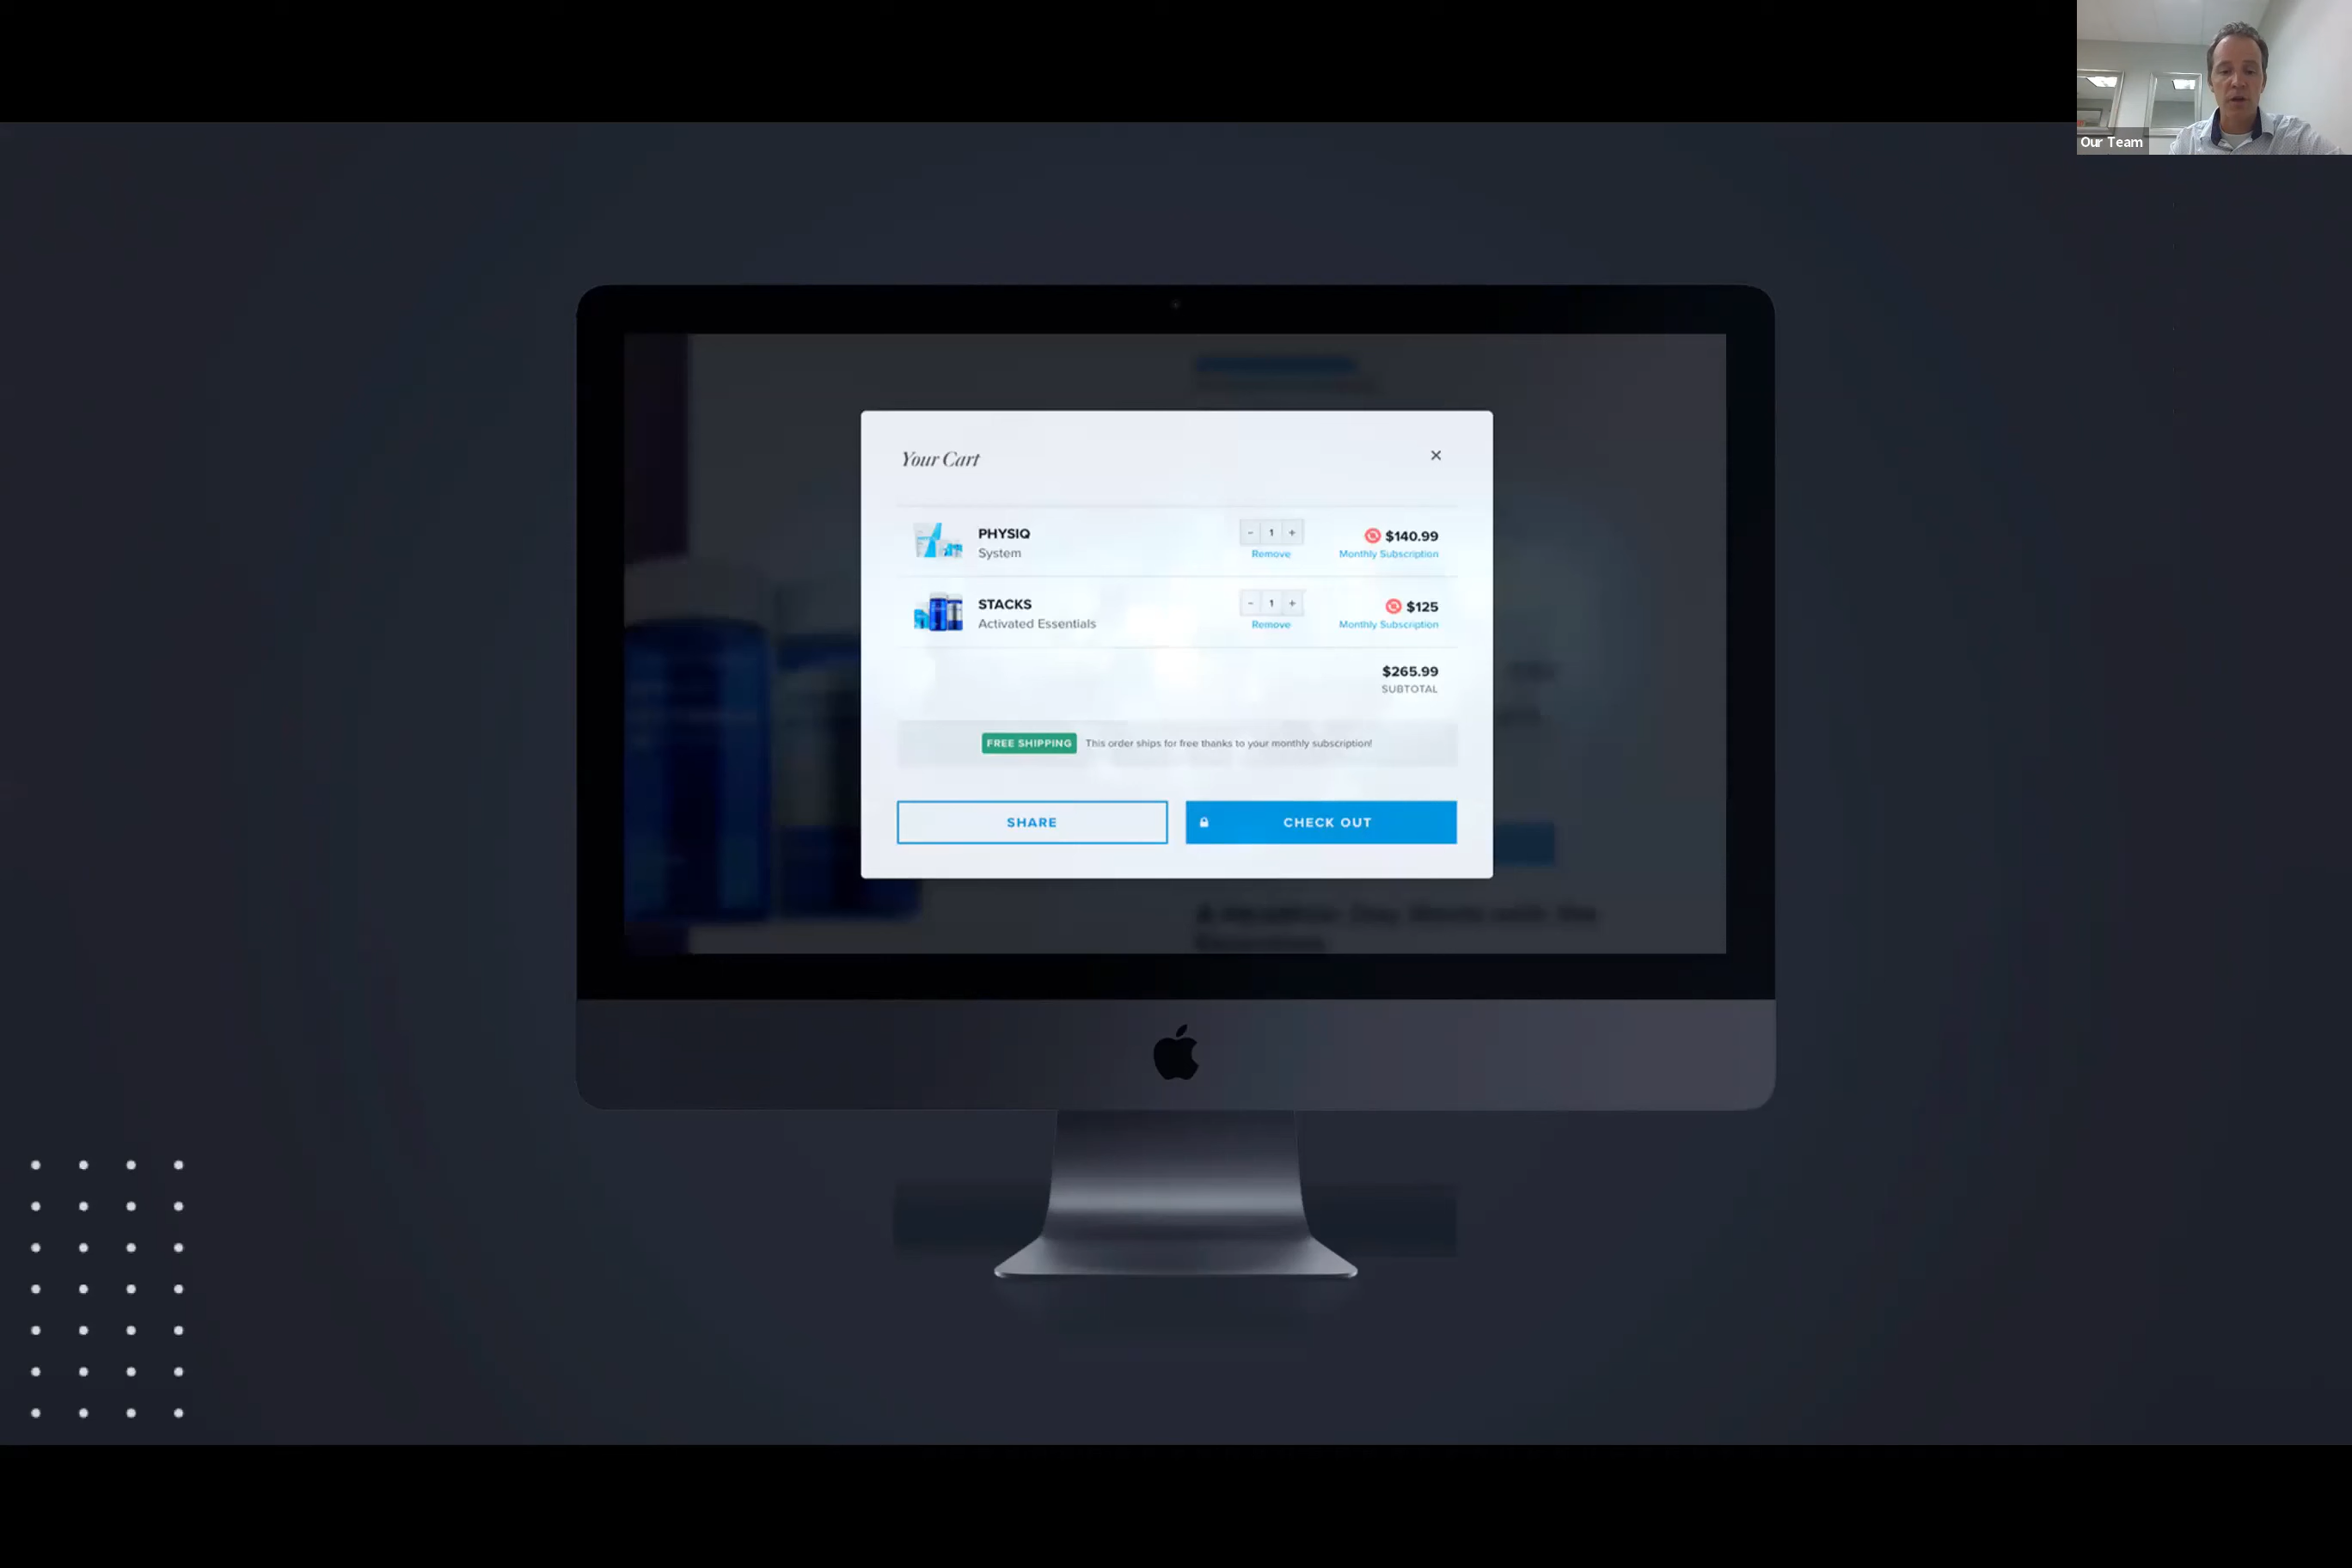 Our Team
Your Cart
PHYSIQ
System
- 1 +
Remove
$140.99
Monthly Subscription
STACKS
Activated Essentials
- 1 +
Remove
$125
Monthly Subscription
$265.99
SUBTOTAL
FREE SHIPPING This order ships for free thanks to your monthly subscription!
SHARE
CHECK OUT